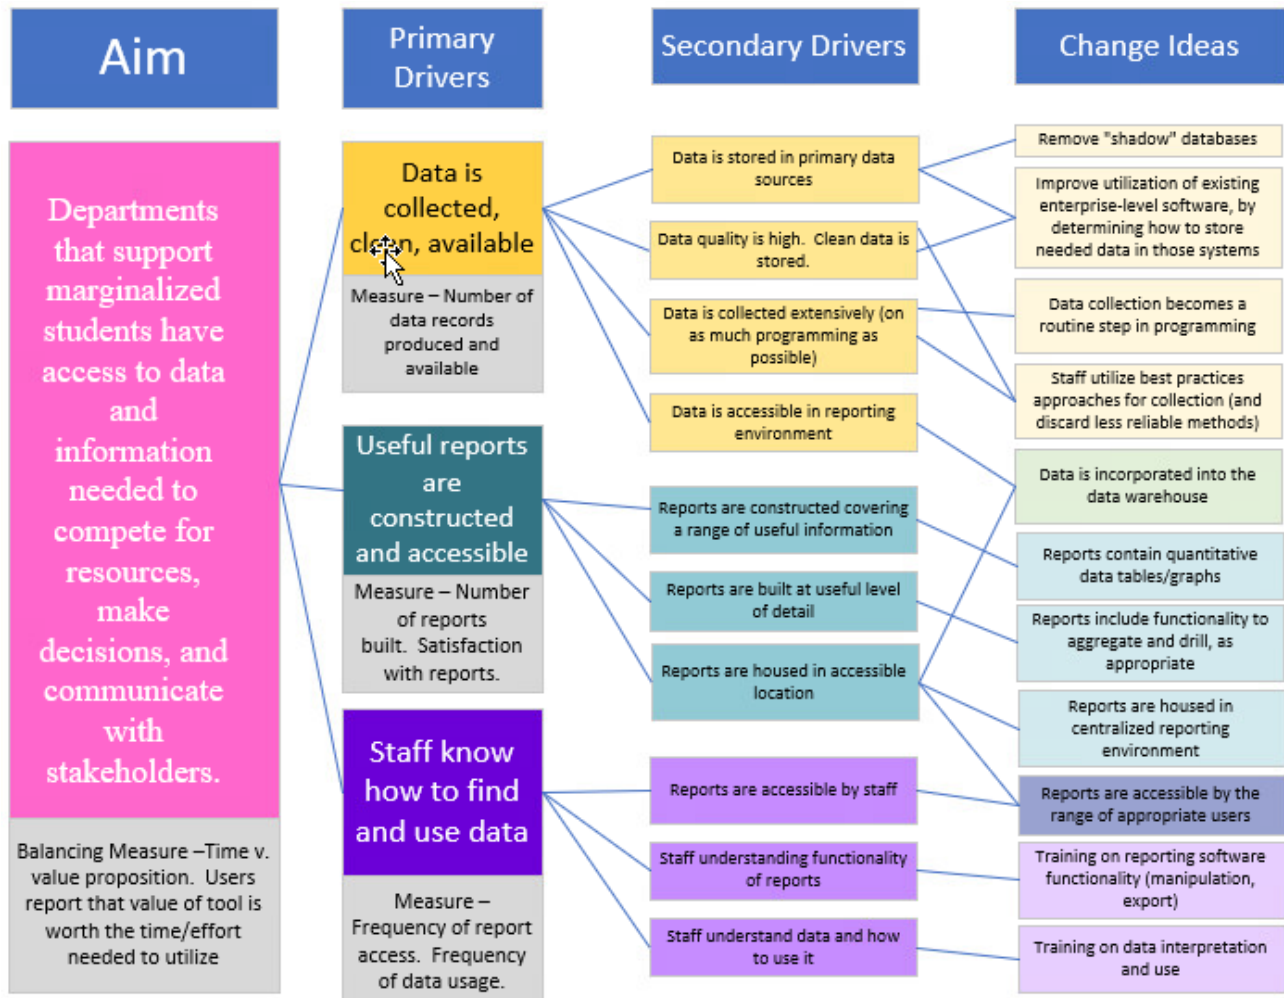 Aim
Departments
that support
marginalized
students have
access to data
and
information
needed to
compete for
resources,
make
decisions, and
communicate
with
stakeholders.
Balancing Measure –Time v.
value proposition.  Users
report that value of tool is
worth the time/effort
needed to utilize
Primary
Drivers
Data is
collected,
clean, available
Measure – Number of
data records
produced and
available
Useful reports
are
constructed
and accessible
Measure – Number
of reports
built.  Satisfaction
with reports.
Staff know
how to find
and use data
Measure –
Frequency of report
access.  Frequency
of data usage.
Secondary Drivers
Data is stored in primary data
sources
Data quality is high.  Clean data is
stored.
Data is collected extensively (on
as much programming as
possible)
Data is accessible in reporting
environment
Reports are constructed covering
a range of useful information
Reports are built at useful level
of detail
Reports are housed in accessible
location
Reports are accessible by staff
Staff understanding functionality
of reports
Staff understand data and how
to use it
Change Ideas
Remove "shadow" databases
Improve utilization of existing
enterprise-level software, by
determining how to store
needed data in those systems
Data collection becomes a
routine step in programming
Staff utilize best practices
approaches for collection (and
discard less reliable methods)
Data is incorporated into the
data warehouse
Reports contain quantitative
data tables/graphs
Reports include functionality to
aggregate and drill, as
appropriate
Reports are housed in
centralized reporting
environment
Reports are accessible by the
range of appropriate users
Training on reporting software
functionality (manipulation,
export)
Training on data interpretation
and use